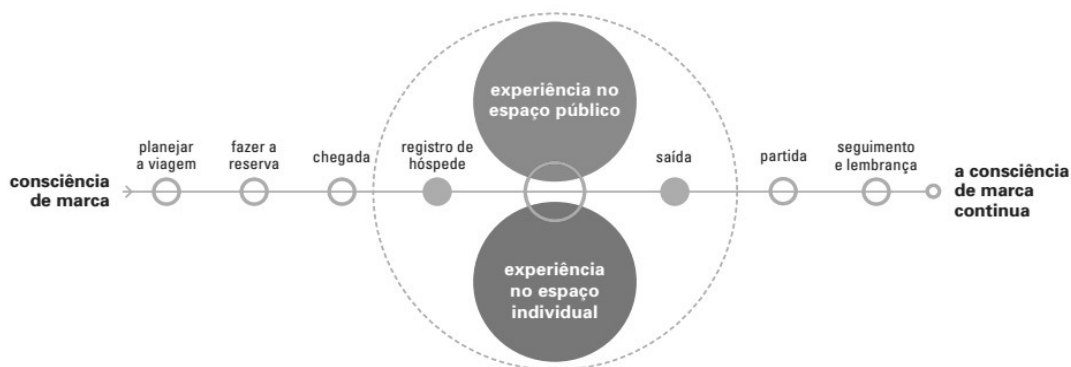 consciência
de marca
planejar
a viagem
fazer a
reserva
chegada
registro de
hóspede
experiência no
espaço público
experiência
no espaço
individual
saída
partida
seguimento
e lembrança
a consciência
de marca
continua